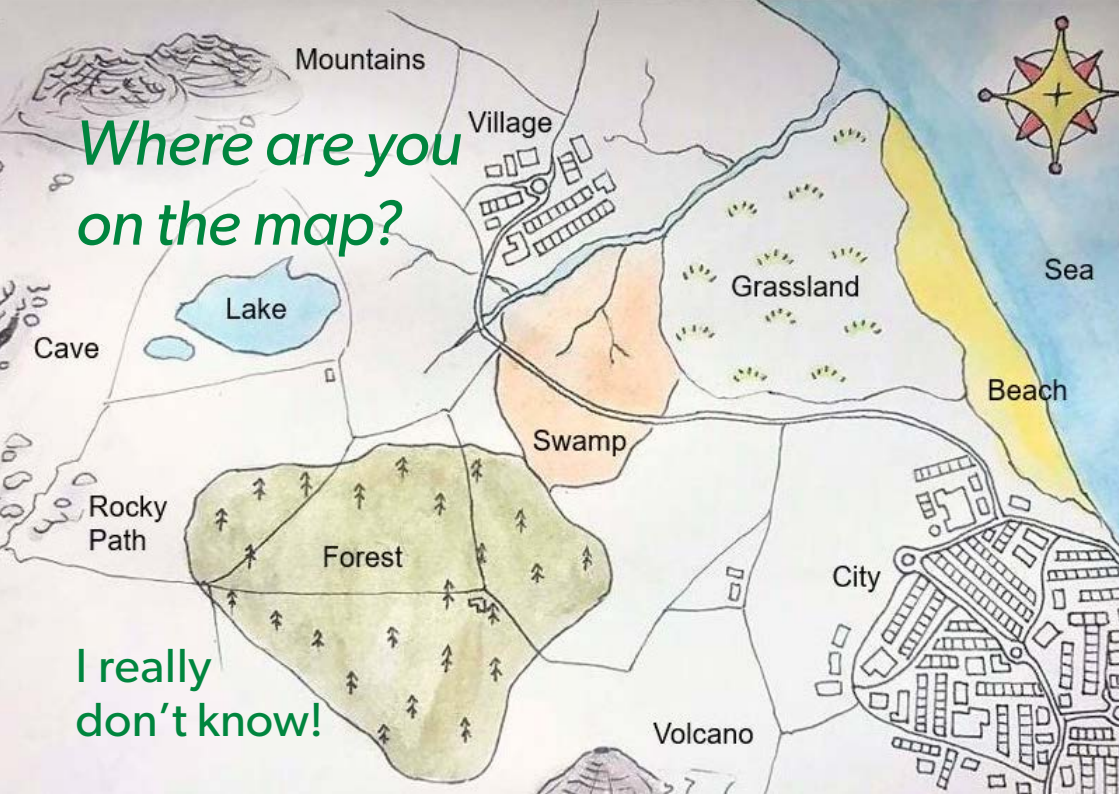 Mountains
Where are you
on the map?
Village
Sea
Grassland
Lake
Cave
Beach
Swamp
Rocky
Path
Forest
City
I really
don't know!
Volcano